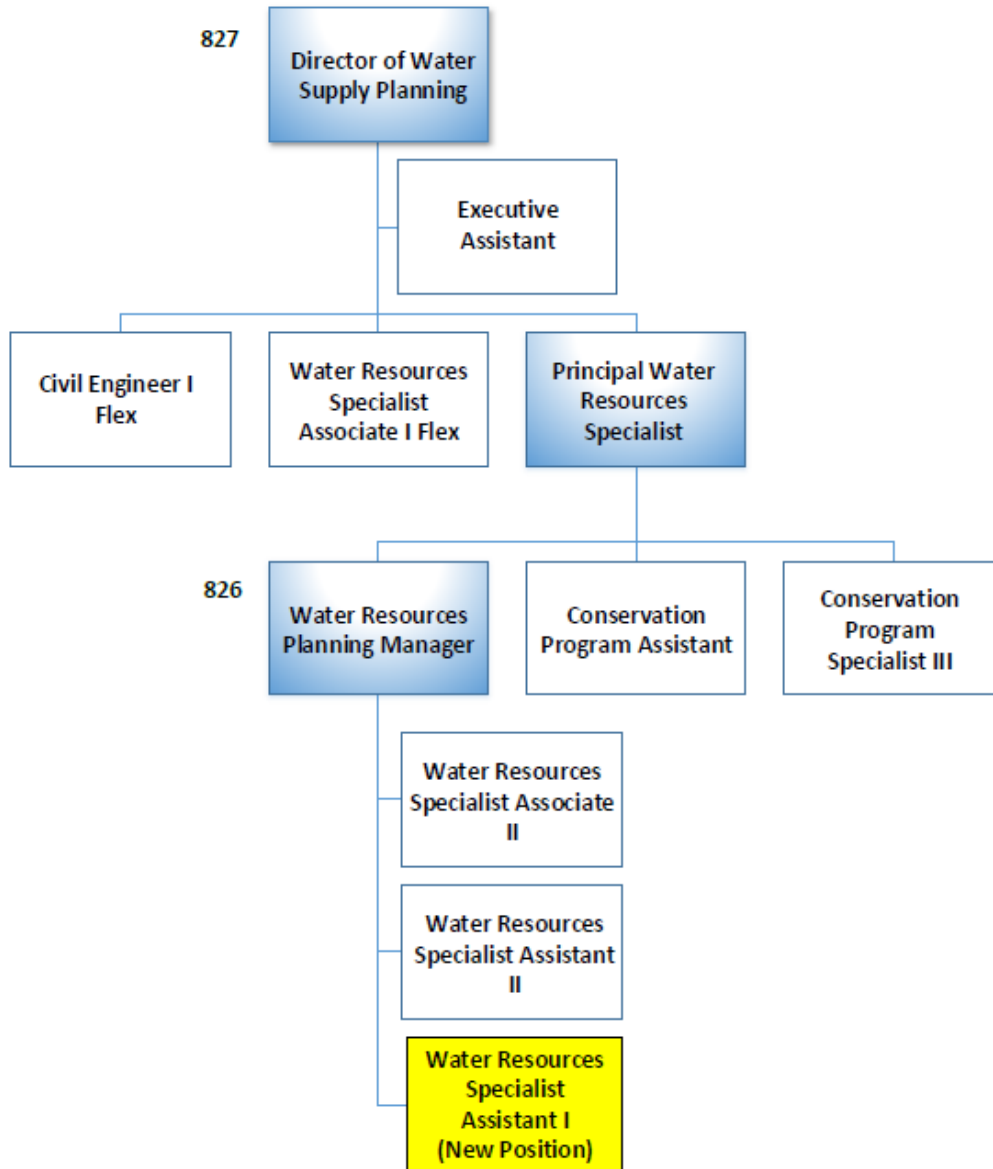 827
Director of Water
Supply Planning
Executive
Assistant
Civil Engineer I
Flex
Water Resources
Specialist
Associate I Flex
Principal Water
Resources
Specialist
826
Water Resources
Planning Manager
Conservation
Program Assistant
Conservation
Program
Specialist III
Water Resources
Specialist Associate
II
Water Resources
Specialist Assistant
II
Water Resources
Specialist
Assistant I
(New Position)